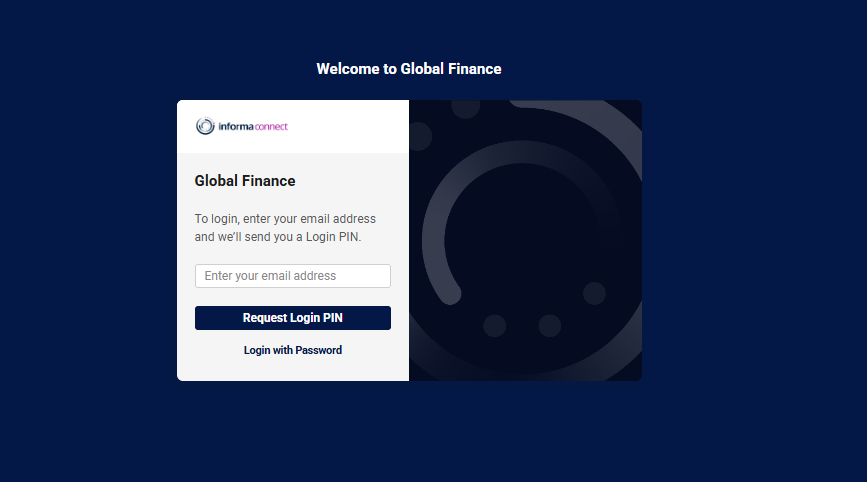 Welcome to Global Finance
informa connect
Global Finance
To login, enter your email address
and we'll send you a Login PIN.
Enter your email address
Request Login PIN
Login with Password